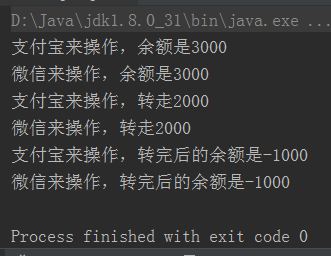 D:\Java\jdk1.8.0_31\bin\java.exe ...
支付宝来操作，余额是3000
微信来操作，余额是3000
支付宝来操作，转走2000
微信来操作，转走2000
支付宝来操作，转完后的余额是-1000
微信来操作，转完后的余额是-1000
Process finished with exit code 0